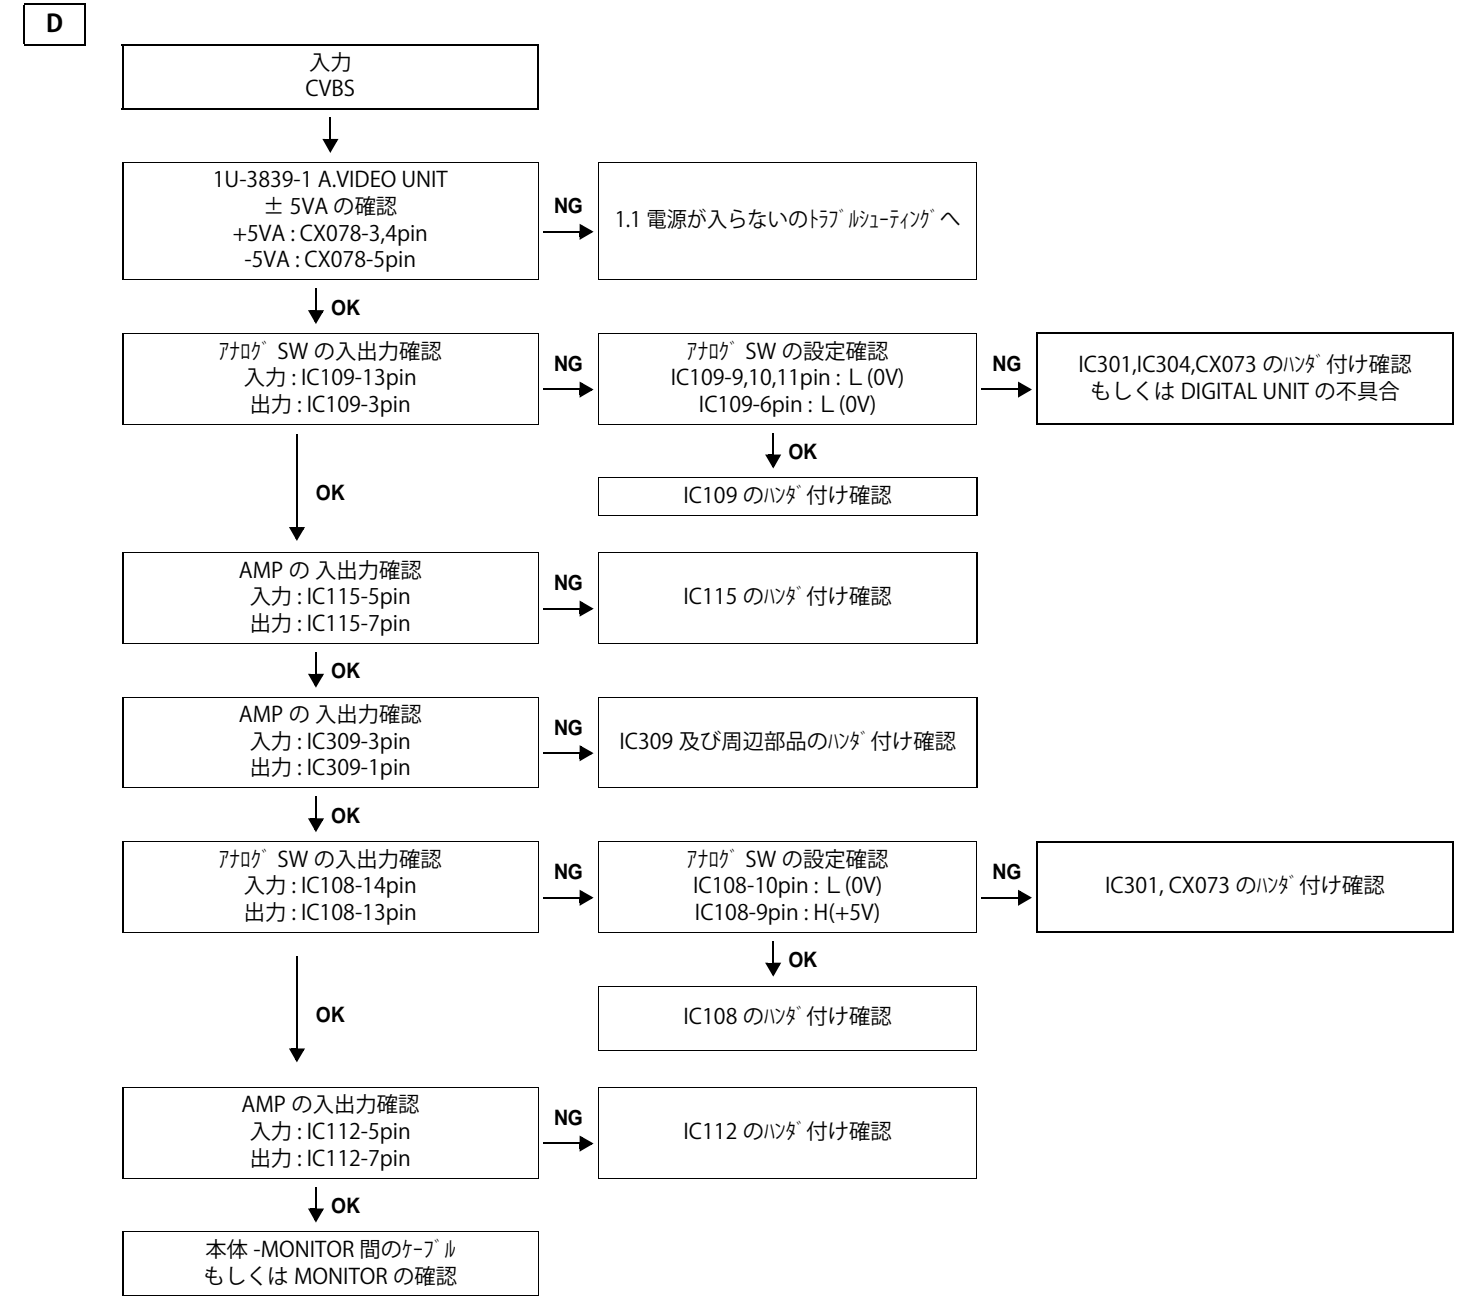 D
入力
CVBS
1U-3839-1 A.VIDEO UNIT
± 5VA の確認
+5VA : CX078-3,4pin
-5VA : CX078-5pin
NG
1.1 電源が入らないのﾄﾗﾌﾞﾙｼｭｰﾃｨﾝｸﾞへ
OK
ｱﾅﾛｸﾞ SW の入出力確認
入力 : IC109-13pin
出力 : IC109-3pin
NG
ｱﾅﾛｸﾞ SW の設定確認
IC109-9,10,11pin : L (0V)
IC109-6pin : L (0V)
NG
IC301,IC304,CX073 のﾊﾝﾀﾞ付け確認
もしくは DIGITAL UNIT の不具合
OK
IC109 のﾊﾝﾀﾞ付け確認
OK
AMP の 入出力確認
入力 : IC115-5pin
出力 : IC115-7pin
NG
IC115 のﾊﾝﾀﾞ付け確認
OK
AMP の 入出力確認
入力 : IC309-3pin
出力 : IC309-1pin
NG
IC309 及び周辺部品のﾊﾝﾀﾞ付け確認
OK
ｱﾅﾛｸﾞ SW の入出力確認
入力 : IC108-14pin
出力 : IC108-13pin
NG
ｱﾅﾛｸﾞ SW の設定確認
IC108-10pin : L (0V)
IC108-9pin : H(+5V)
NG
IC301, CX073 のﾊﾝﾀﾞ付け確認
OK
IC108 のﾊﾝﾀﾞ付け確認
OK
AMP の入出力確認
入力 : IC112-5pin
出力 : IC112-7pin
NG
IC112 のﾊﾝﾀﾞ付け確認
OK
本体 -MONITOR 間のｹｰﾌﾞﾙ
もしくは MONITOR の確認